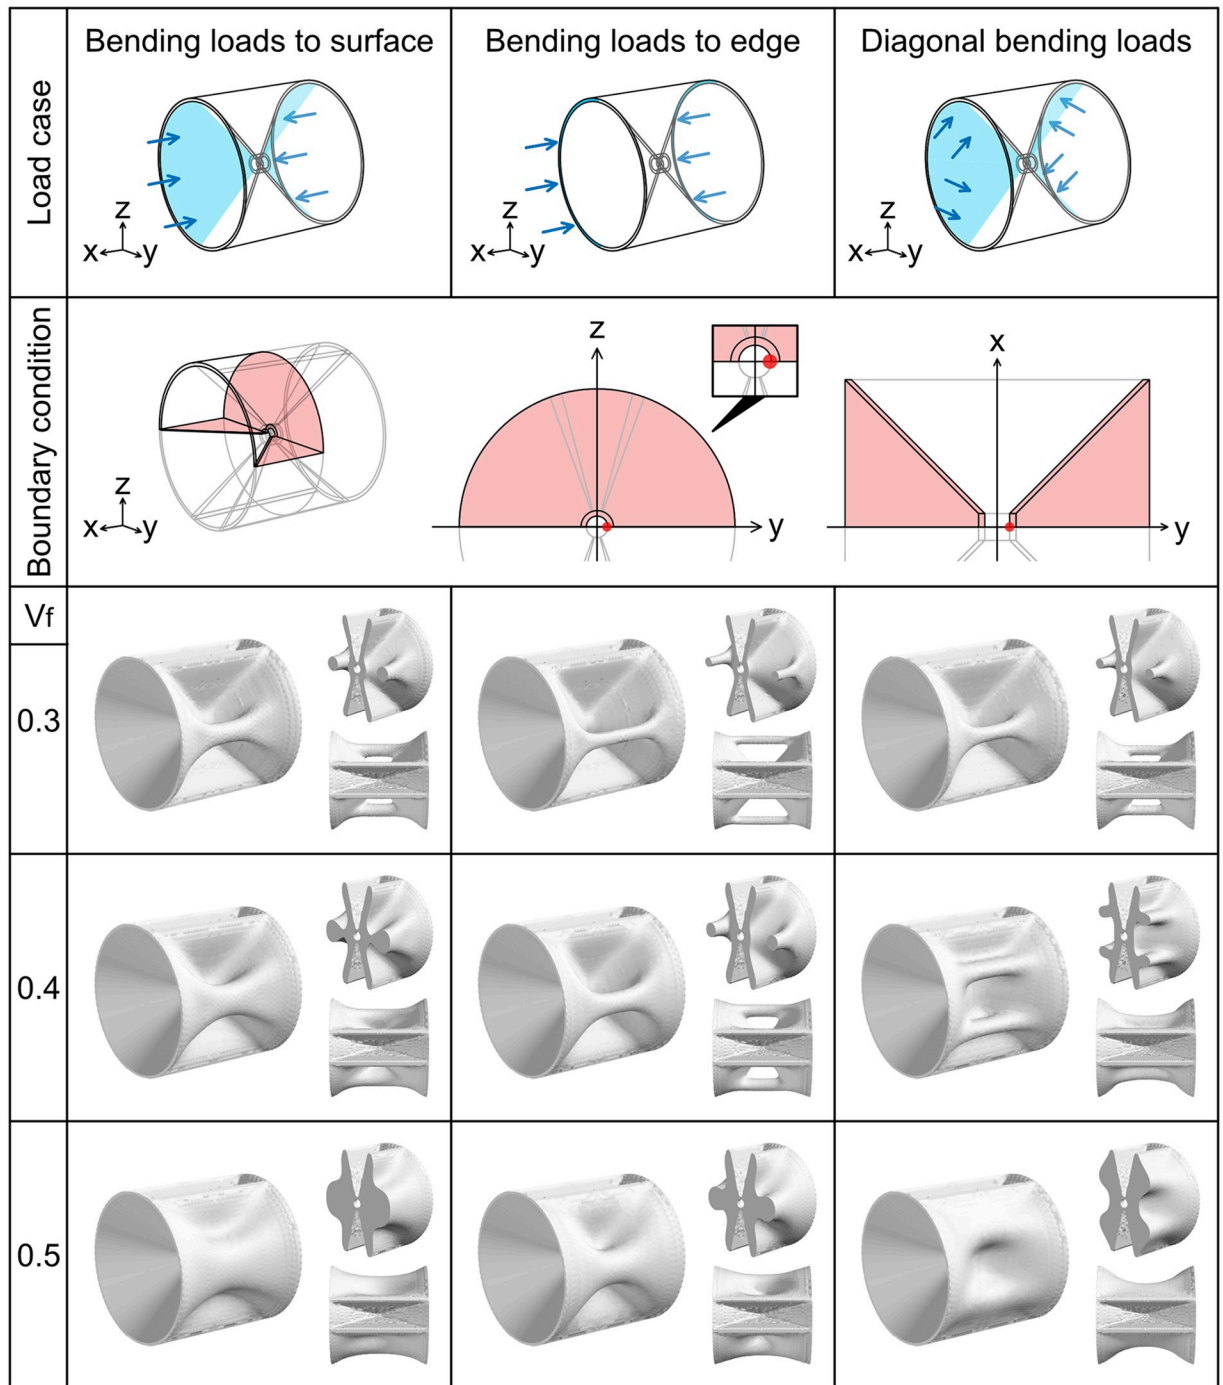 Load case
Bending loads to surface
Bending loads to edge
Diagonal bending loads
z
x
y
z
x
y
z
x
y
Boundary condition
z
x
y
z
y
x
y
Vf
0.3
0.4
0.5